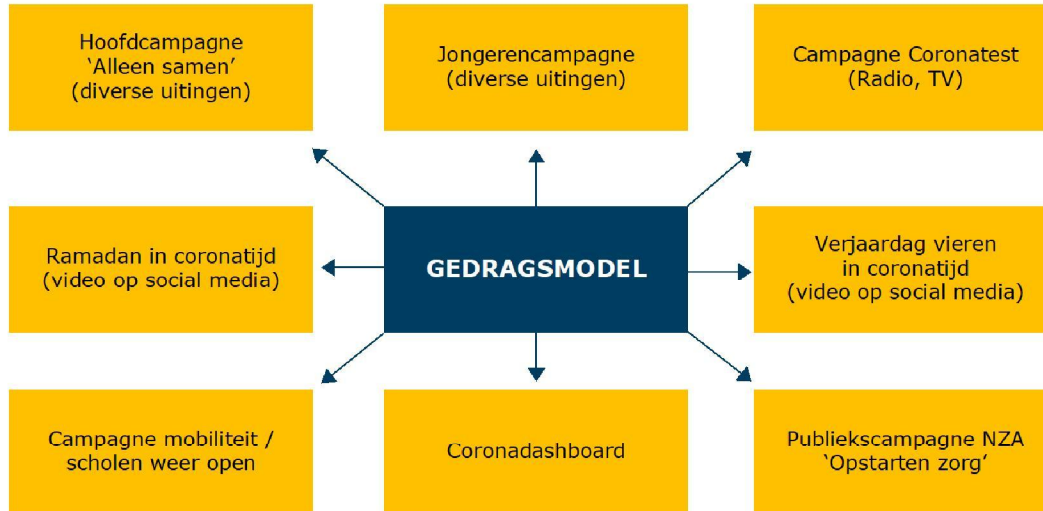 Hoofdcampagne
‘Alleen samen’
(diverse uitingen)
Jongerencampagne
(diverse uitingen)
Campagne Coronatest
(Radio, TV)
Ramadan in coronatijd
(video op social media)
GEDRAGSMODEL
Verjaardag vieren
in coronatijd
(video op social media)
Campagne mobiliteit /
scholen weer open
Coronadashboard
Publiekscampagne NZA
‘Opstarten zorg’